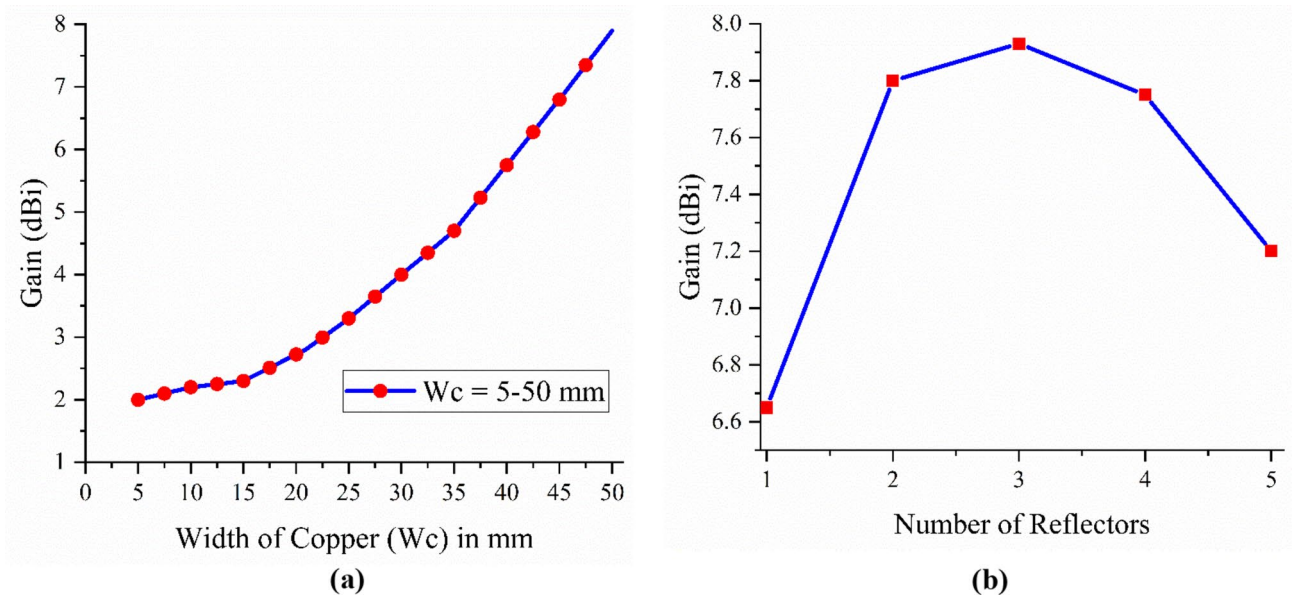 8
7
6
5
4
3
2
1
Gain (dBi)
Wc = 5-50 mm
0 5 10 15 20 25 30 35 40 45 50
Width of Copper (Wc) in mm
(a)
8.0
7.8
7.6
7.4
7.2
7.0
6.8
6.6
Gain (dBi)
1 2 3 4 5
Number of Reflectors
(b)